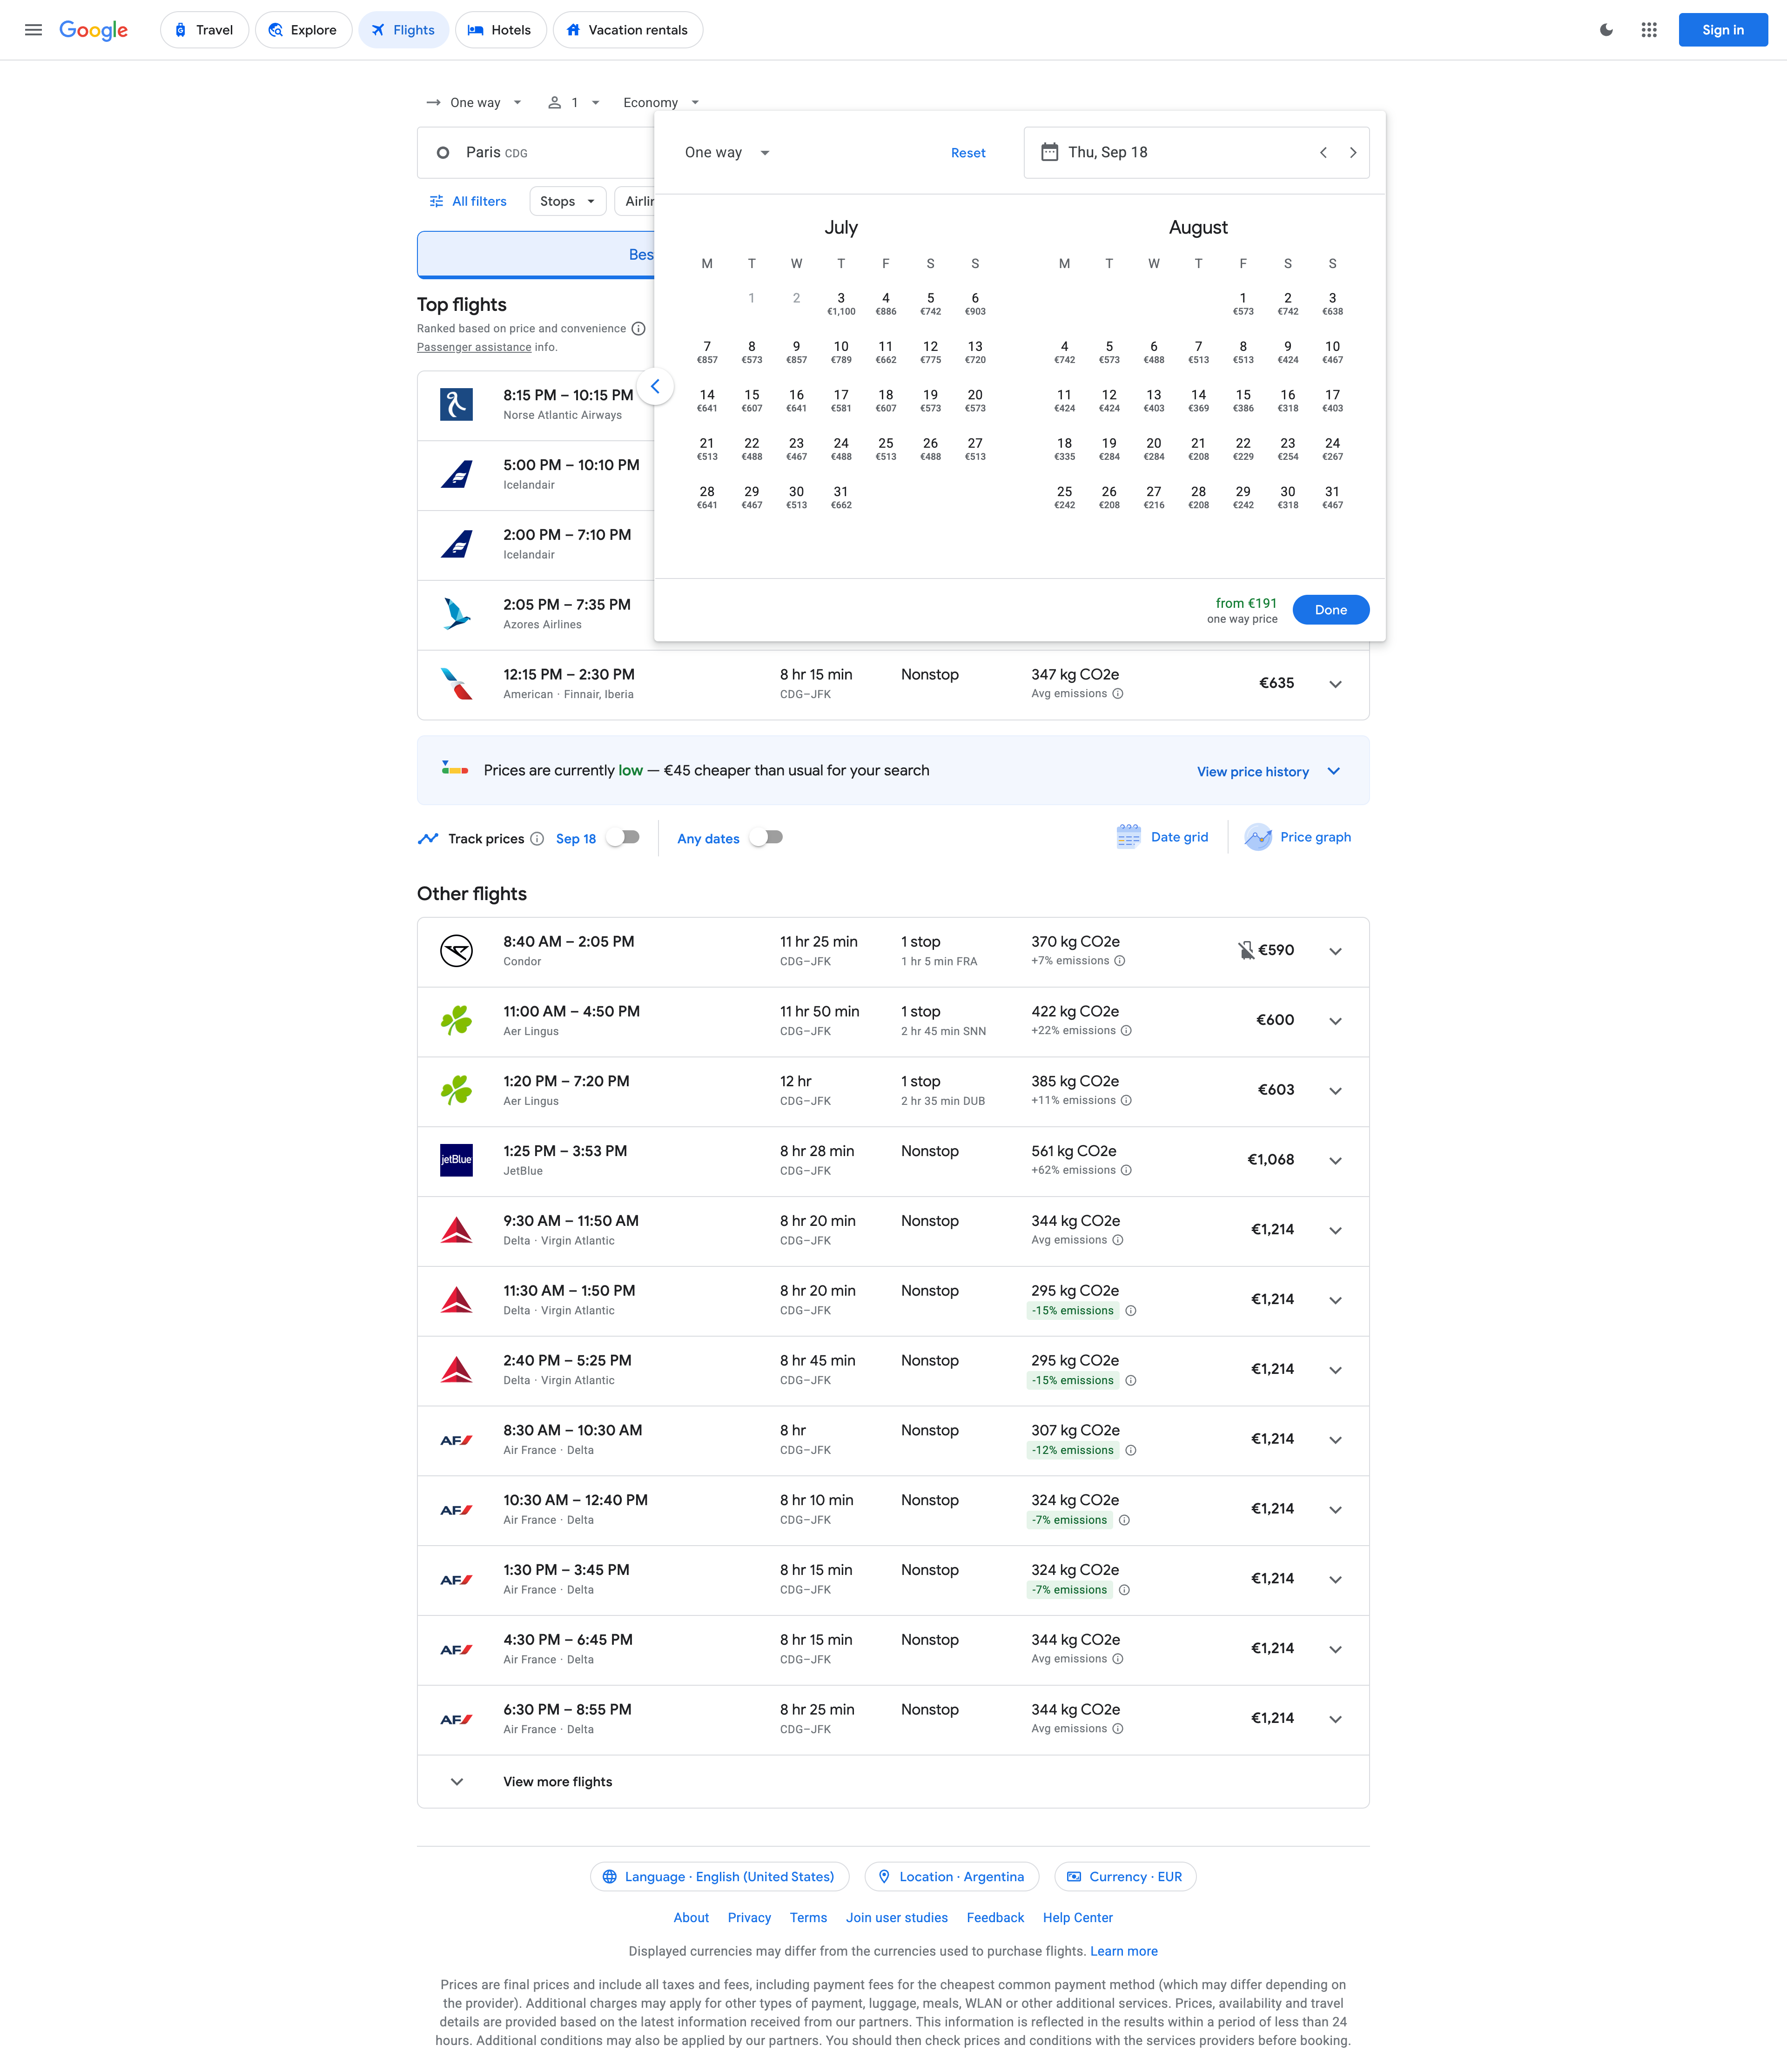 Google
Travel
Explore
Flights
Hotels
Vacation rentals
Sign in
One way
1
Economy
Paris CDG
One way
Reset
Thu, Sep 18
All filters
Stops
Airlin
Bes
July
M T W T F S S
1 2 3 4 5 6
€1,100 €886 €742 €903
7 8 9 10 11 12 13
€857 €573 €857 €789 €662 €775 €720
14 15 16 17 18 19 20
€641 €607 €641 €581 €607 €573 €573
21 22 23 24 25 26 27
€513 €488 €467 €488 €513 €488 €513
28 29 30 31
€641 €467 €513 €662
August
M T W T F S S
1 2 3
€573 €742 €638
4 5 6 7 8 9 10
€742 €573 €488 €513 €513 €424 €467
11 12 13 14 15 16 17
€424 €424 €403 €369 €386 €318 €403
18 19 20 21 22 23 24
€335 €284 €284 €208 €229 €254 €267
25 26 27 28 29 30 31
€242 €208 €216 €208 €242 €318 €467
from €191
one way price
Done
Top flights
Ranked based on price and convenience
Passenger assistance info.
8:15 PM – 10:15 PM
Norse Atlantic Airways
5:00 PM – 10:10 PM
Icelandair
2:00 PM – 7:10 PM
Icelandair
2:05 PM – 7:35 PM
Azores Airlines
12:15 PM – 2:30 PM 8 hr 15 min Nonstop 347 kg CO2e €635
American · Finnair, Iberia CDG–JFK Avg emissions
Prices are currently low — €45 cheaper than usual for your search
View price history
Track prices Sep 18 Any dates
Date grid
Price graph
Other flights
8:40 AM – 2:05 PM 11 hr 25 min 1 stop 370 kg CO2e €590
Condor CDG–JFK 1 hr 5 min FRA +7% emissions
11:00 AM – 4:50 PM 11 hr 50 min 1 stop 422 kg CO2e €600
Aer Lingus CDG–JFK 2 hr 45 min SNN +22% emissions
1:20 PM – 7:20 PM 12 hr 1 stop 385 kg CO2e €603
Aer Lingus CDG–JFK 2 hr 35 min DUB +11% emissions
jetBlue
1:25 PM – 3:53 PM 8 hr 28 min Nonstop 561 kg CO2e €1,068
JetBlue CDG–JFK +62% emissions
9:30 AM – 11:50 AM 8 hr 20 min Nonstop 344 kg CO2e €1,214
Delta · Virgin Atlantic CDG–JFK Avg emissions
11:30 AM – 1:50 PM 8 hr 20 min Nonstop 295 kg CO2e €1,214
Delta · Virgin Atlantic CDG–JFK -15% emissions
2:40 PM – 5:25 PM 8 hr 45 min Nonstop 295 kg CO2e €1,214
Delta · Virgin Atlantic CDG–JFK -15% emissions
AF
8:30 AM – 10:30 AM 8 hr Nonstop 307 kg CO2e €1,214
Air France · Delta CDG–JFK -12% emissions
AF
10:30 AM – 12:40 PM 8 hr 10 min Nonstop 324 kg CO2e €1,214
Air France · Delta CDG–JFK -7% emissions
AF
1:30 PM – 3:45 PM 8 hr 15 min Nonstop 324 kg CO2e €1,214
Air France · Delta CDG–JFK -7% emissions
AF
4:30 PM – 6:45 PM 8 hr 15 min Nonstop 344 kg CO2e €1,214
Air France · Delta CDG–JFK Avg emissions
AF
6:30 PM – 8:55 PM 8 hr 25 min Nonstop 344 kg CO2e €1,214
Air France · Delta CDG–JFK Avg emissions
View more flights
Language · English (United States)
Location · Argentina
Currency · EUR
About Privacy Terms Join user studies Feedback Help Center
Displayed currencies may differ from the currencies used to purchase flights. Learn more
Prices are final prices and include all taxes and fees, including payment fees for the cheapest common payment method (which may differ depending on
the provider). Additional charges may apply for other types of payment, luggage, meals, WLAN or other additional services. Prices, availability and travel
details are provided based on the latest information received from our partners. This information is reflected in the results within a period of less than 24
hours. Additional conditions may also be applied by our partners. You should then check prices and conditions with the services providers before booking.